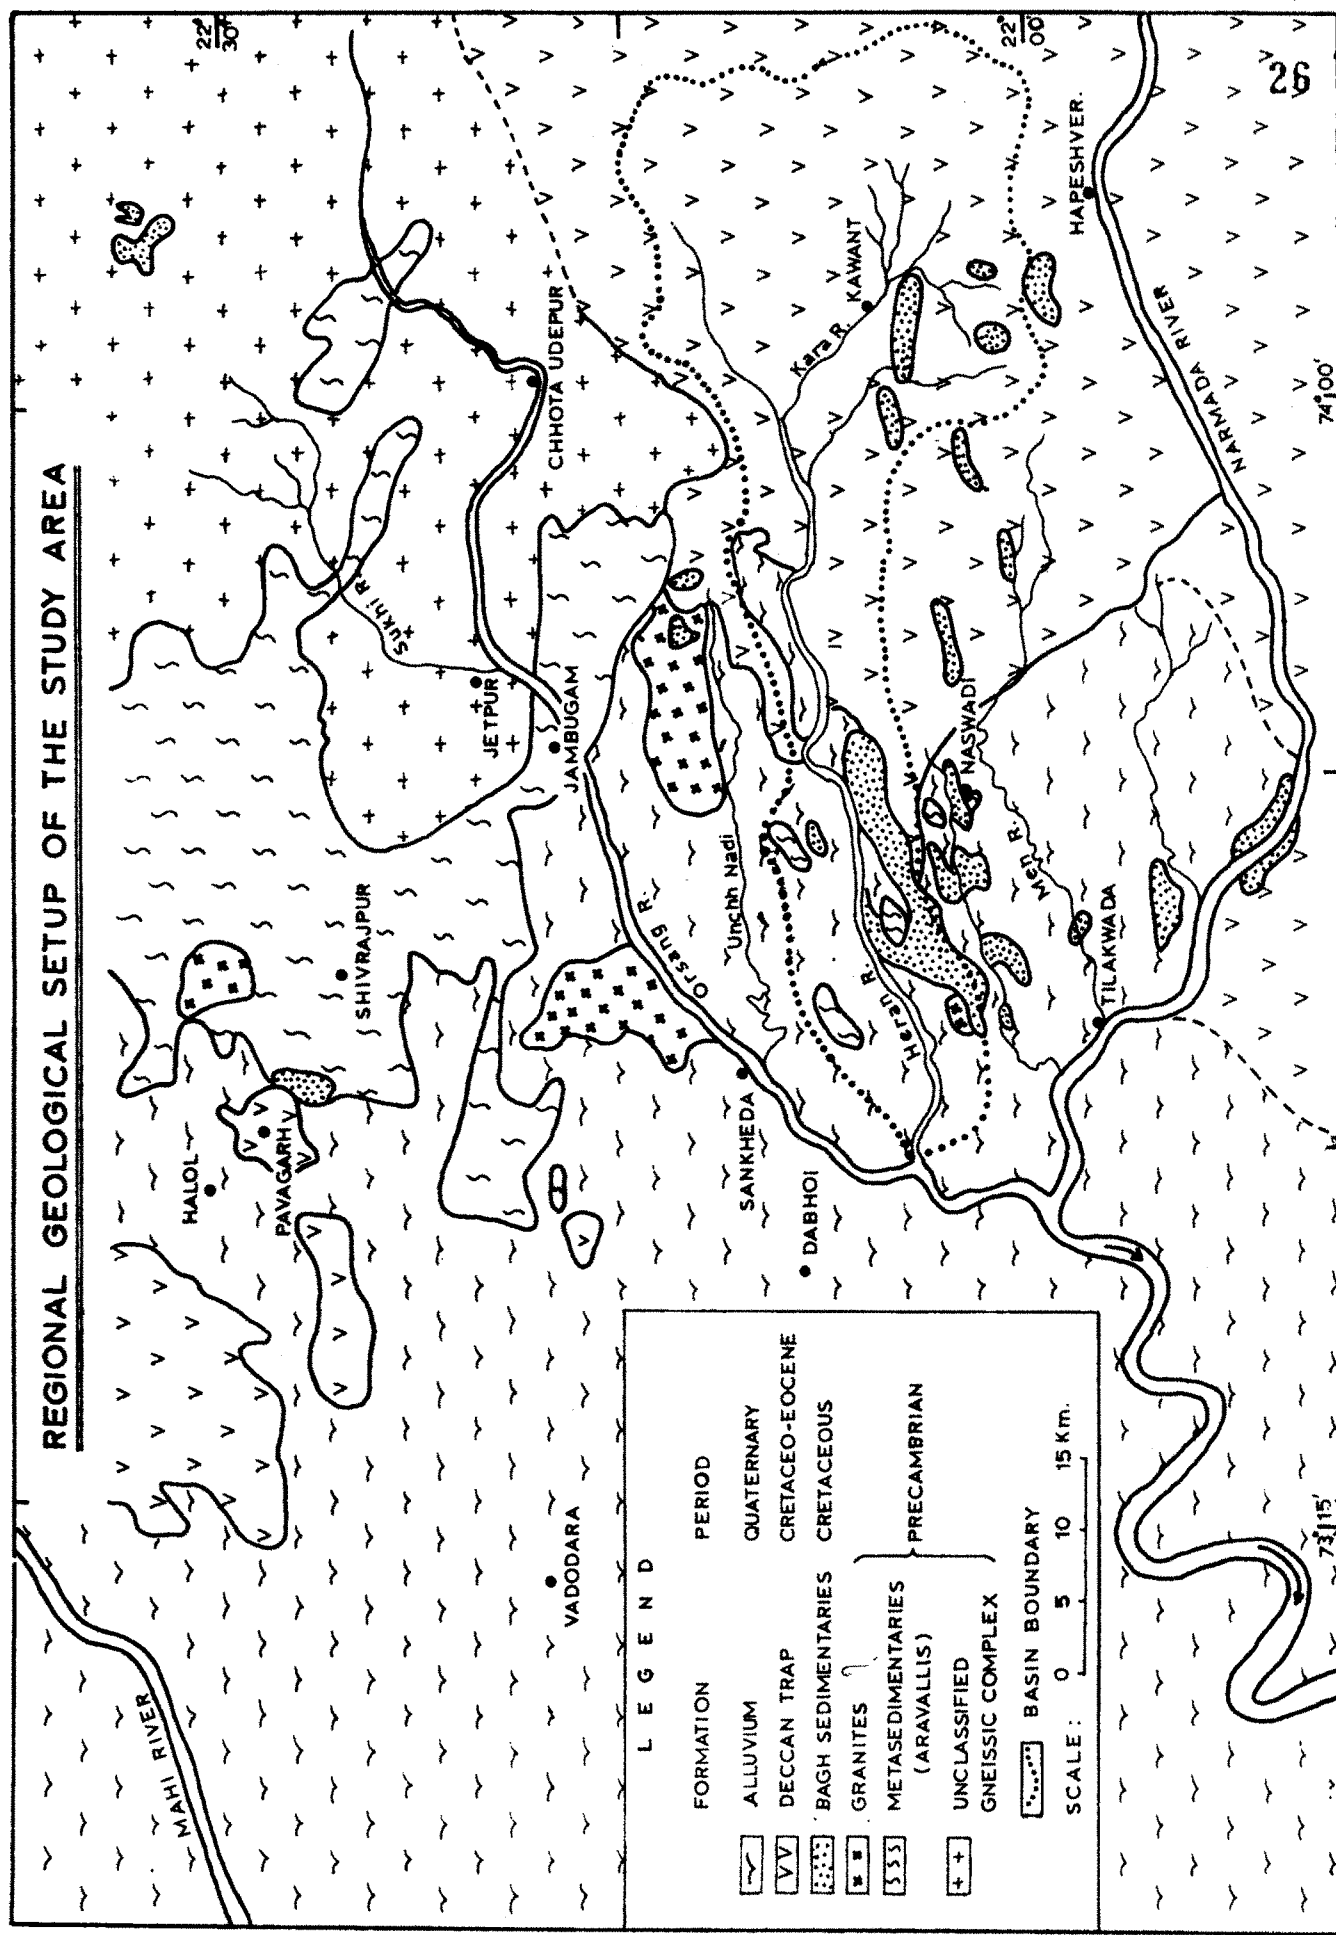 REGIONAL GEOLOGICAL SETUP OF THE STUDY AREA
22° 30'
22° 00'
26
MAHI RIVER
HALOL
PAVAGARH
SHIVRAJPUR
Sukhi R.
JETPUR
JAMBUGAM
CHHOTA UDEPUR
VADODARA
Orsang R.
Unchh Nadi
SANKHEDA
DABHOI
Heran R.
Kara R.
KAWANT
NASWADI
Men R.
TILAKWADA
HAPESHVER.
NARMADA RIVER
73°15'
74°00'
LEGEND
FORMATION PERIOD
ALLUVIUM QUATERNARY
DECCAN TRAP CRETACEO-EOCENE
BAGH SEDIMENTARIES CRETACEOUS
GRANITES
METASEDIMENTARIES (ARAVALLIS) PRECAMBRIAN
UNCLASSIFIED
GNEISSIC COMPLEX
BASIN BOUNDARY
SCALE: 0 5 10 15 Km.